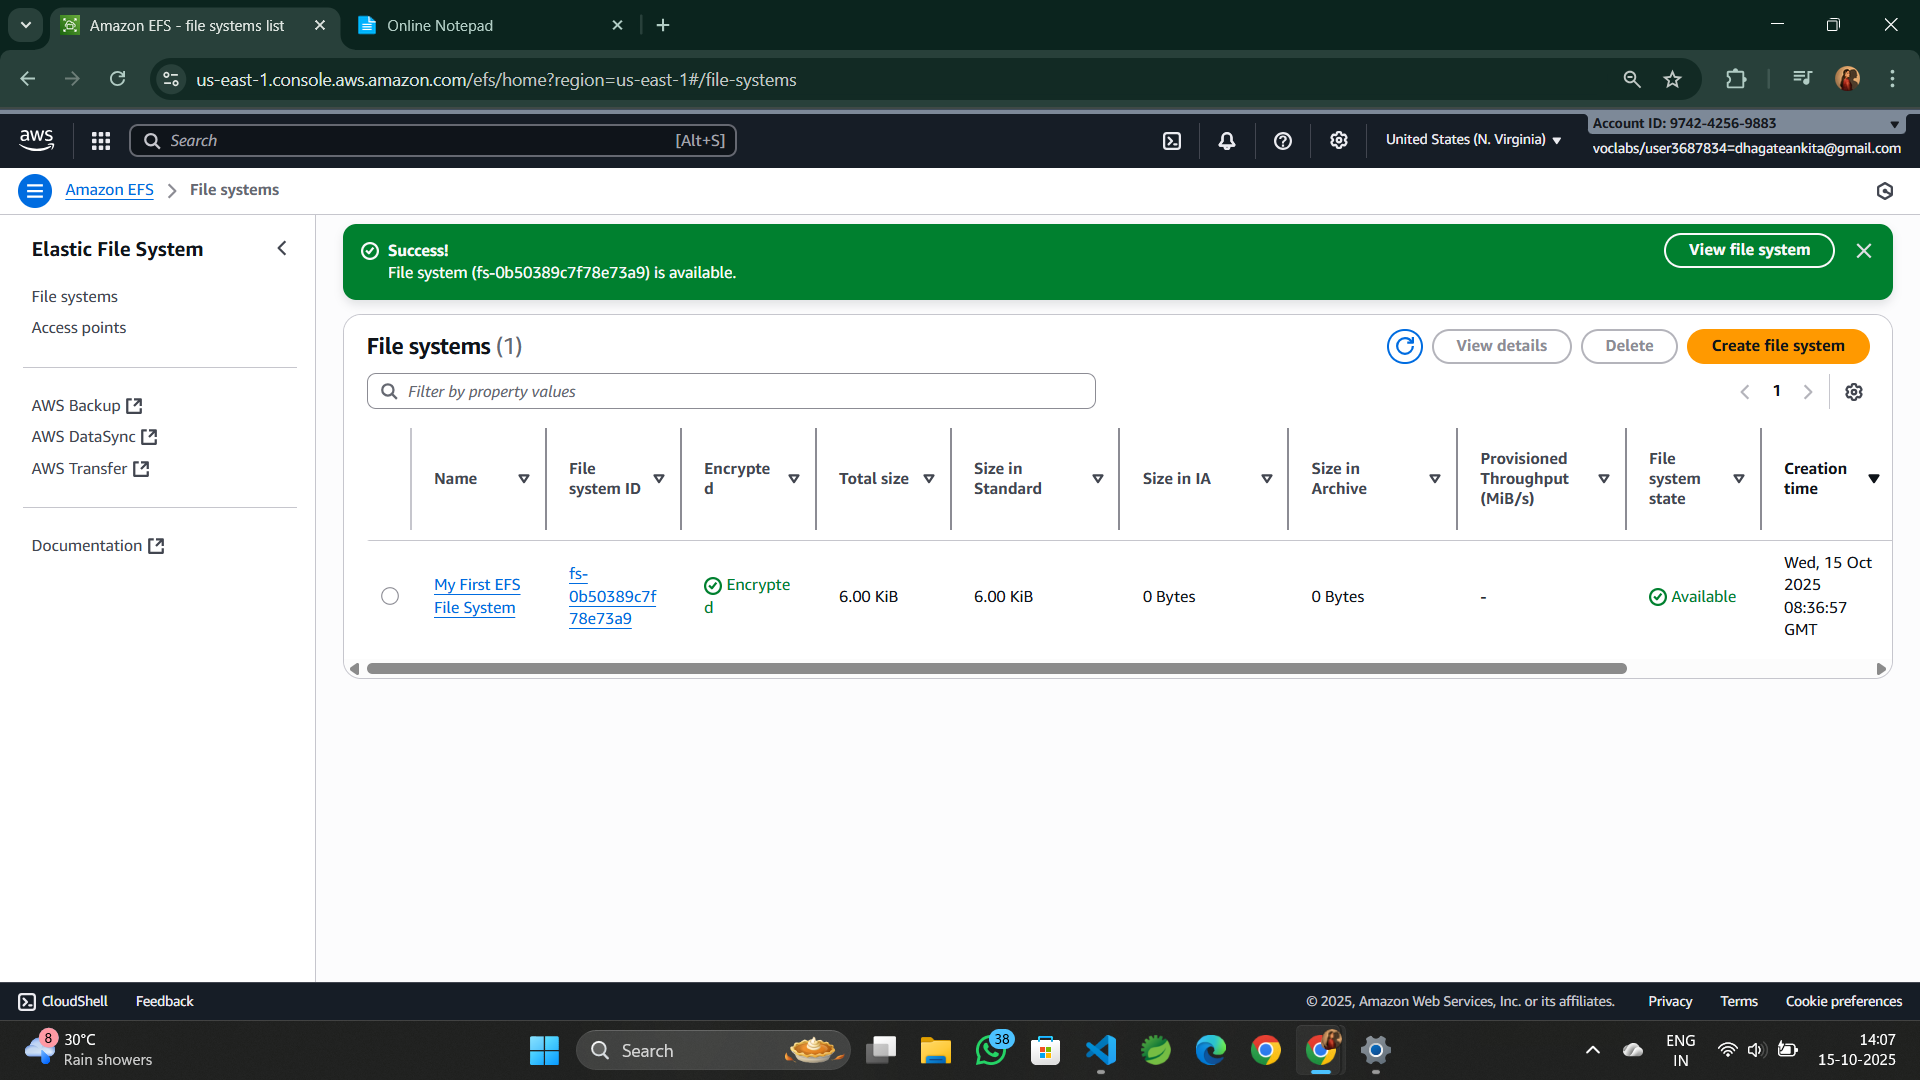 Amazon EFS - file systems list
Online Notepad
us-east-1.console.aws.amazon.com/efs/home?region=us-east-1#/file-systems
aws
Search [Alt+S]
United States (N. Virginia)
Account ID: 9742-4256-9883
voclabs/user3687834=dhagateankita@gmail.com
Amazon EFS
File systems
Elastic File System
File systems
Access points
AWS Backup
AWS DataSync
AWS Transfer
Documentation
Success!
File system (fs-0b50389c7f78e73a9) is available.
View file system
File systems (1)
View details
Delete
Create file system
Filter by property values
1
Name
File
system ID
Encrypte
d
Total size
Size in
Standard
Size in IA
Size in
Archive
Provisioned
Throughput
(MiB/s)
File
system
state
Creation
time
My First EFS
File System
fs-
0b50389c7f
78e73a9
Encrypte
d
6.00 KiB
6.00 KiB
0 Bytes
0 Bytes
-
Available
Wed, 15 Oct
2025
08:36:57
GMT
CloudShell
Feedback
© 2025, Amazon Web Services, Inc. or its affiliates.
Privacy
Terms
Cookie preferences
8
30°C
Rain showers
Search
38
ENG
IN
14:07
15-10-2025